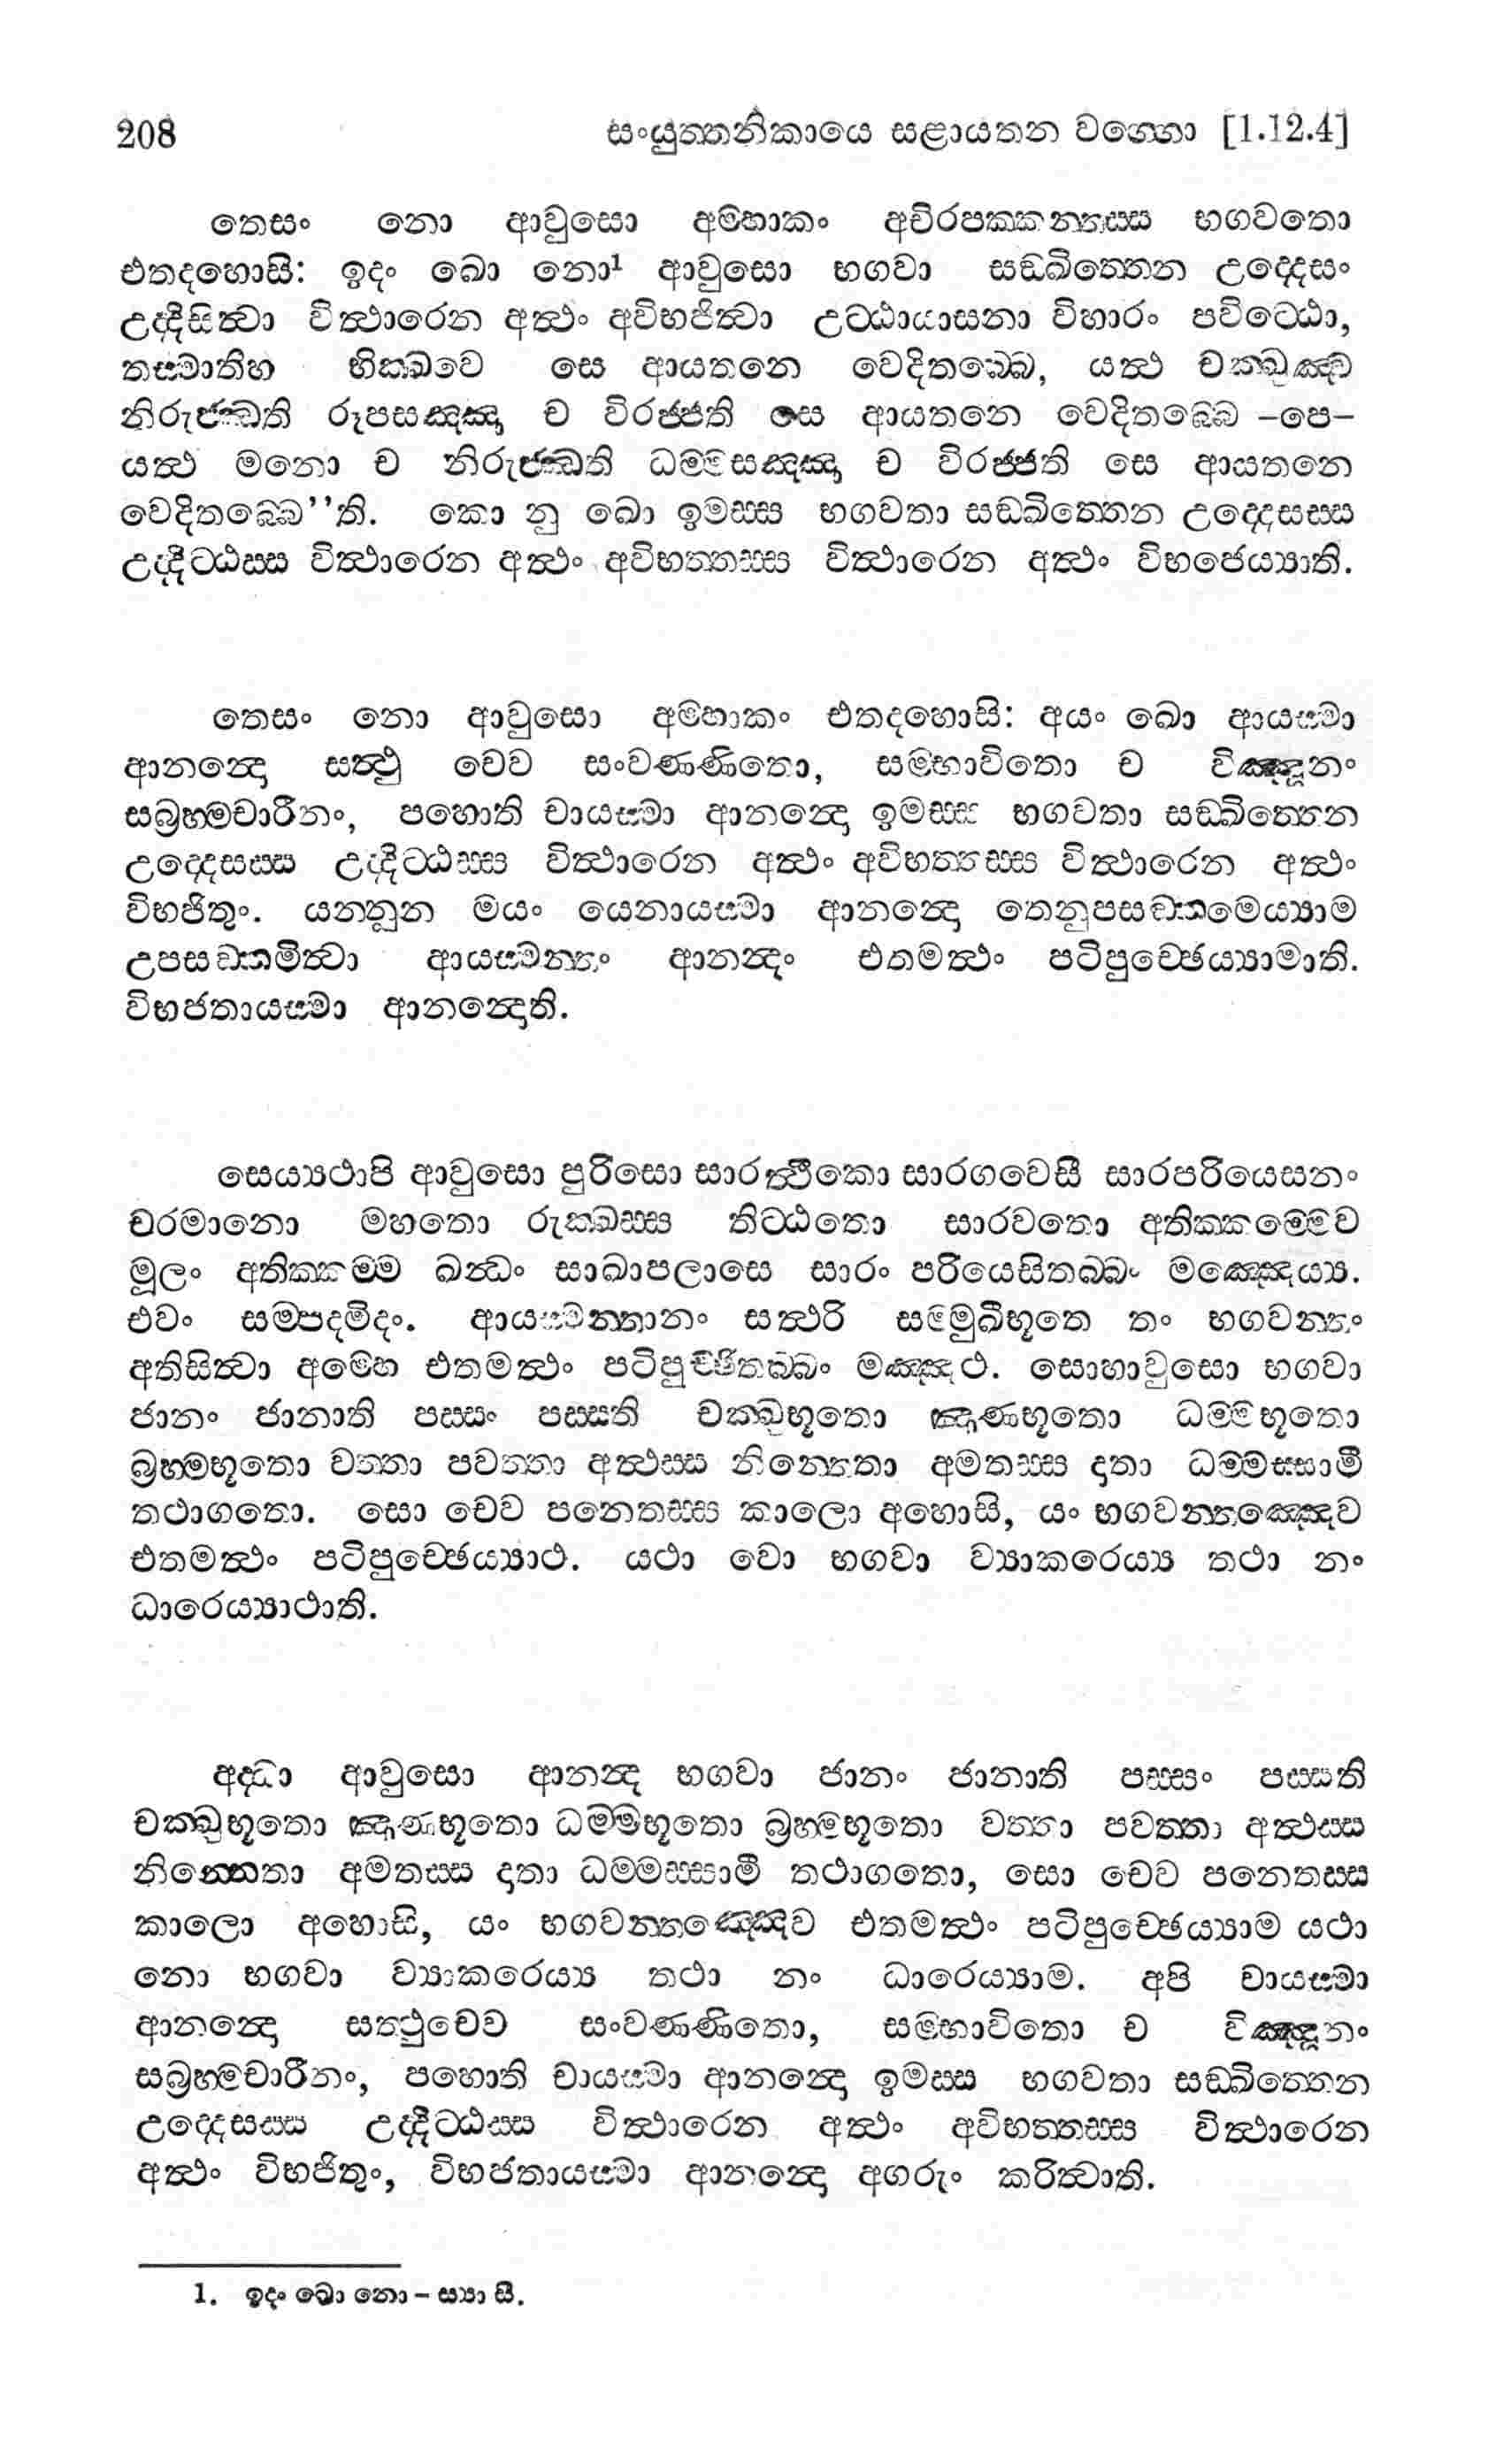 208 සංයුත්තනිකායෙ සළායතන වග්ගො [1.12.4]
තෙසං නො ආවුසො අම්හාකං අචිරපක්කන්තස්ස භගවතො
එතදහොසි: ඉදං ඛො නො¹ ආවුසො භගවා සඞ්ඛිත්තෙන උද්දෙසං
උද්දිසිත්වා විත්ථාරෙන අත්ථං අවිභජිත්වා උට්ඨායාසනා විහාරං පවිට්ඨො,
තස්මාතිහ භික්ඛවෙ සෙ ආයතනෙ වෙදිතබ්බෙ, යත්ථ චක්ඛුඤ්ච
නිරුජ්ඣති රූපසඤ්ඤා ච විරජ්ජති සෙ ආයතනෙ වෙදිතබ්බෙ –පෙ–
යත්ථ මනො ච නිරුජ්ඣති ධම්මසඤ්ඤා ච විරජ්ජති සෙ ආයතනෙ
වෙදිතබ්බෙ’’ති. කො නු ඛො ඉමස්ස භගවතා සඞ්ඛිත්තෙන උද්දෙසස්ස
උද්දිට්ඨස්ස විත්ථාරෙන අත්ථං අවිභත්තස්ස විත්ථාරෙන අත්ථං විභජෙය්‍යාති.
තෙසං නො ආවුසො අම්හාකං එතදහොසි: අයං ඛො ආයස්මා
ආනන්දො සත්ථු චෙව සංවණ්ණිතො, සම්භාවිතො ච විඤ්ඤූනං
සබ්‍රහ්මචාරීනං, පහොති චායස්මා ආනන්දො ඉමස්ස භගවතා සඞ්ඛිත්තෙන
උද්දෙසස්ස උද්දිට්ඨස්ස විත්ථාරෙන අත්ථං අවිභත්තස්ස විත්ථාරෙන අත්ථං
විභජිතුං. යන්නූන මයං යෙනායස්මා ආනන්දො තෙනුපසඞ්කමෙය්‍යාම
උපසඞ්කමිත්වා ආයස්මන්තං ආනන්දං එතමත්ථං පටිපුච්ඡෙය්‍යාමාති.
විභජතායස්මා ආනන්දොති.
සෙය්‍යථාපි ආවුසො පුරිසො සාරත්ථිකො සාරගවෙසී සාරපරියෙසනං
චරමානො මහතො රුක්ඛස්ස තිට්ඨතො සාරවතො අතික්කම්මෙව
මූලං අතික්කම්ම ඛන්ධං සාඛාපලාසෙ සාරං පරියෙසිතබ්බං මඤ්ඤෙය්‍ය.
එවං සම්පදමිදං. ආයස්මන්තානං සත්ථරි සම්මුඛීභූතෙ තං භගවන්තං
අතිසිත්වා අම්හෙ එතමත්ථං පටිපුච්ඡිතබ්බං මඤ්ඤථ. සොහාවුසො භගවා
ජානං ජානාති පස්සං පස්සති චක්ඛුභූතො ඤාණභූතො ධම්මභූතො
බ්‍රහ්මභූතො වත්තා පවත්තා අත්ථස්ස නින්නෙතා අමතස්ස දාතා ධම්මස්සාමී
තථාගතො. සො චෙව පනෙතස්ස කාලො අහොසි, යං භගවන්තඤ්ඤෙව
එතමත්ථං පටිපුච්ඡෙය්‍යාථ. යථා වො භගවා ව්‍යාකරෙය්‍ය තථා නං
ධාරෙය්‍යාථාති.
අද්ධා ආවුසො ආනන්ද භගවා ජානං ජානාති පස්සං පස්සති
චක්ඛුභූතො ඤාණභූතො ධම්මභූතො බ්‍රහ්මභූතො වත්තා පවත්තා අත්ථස්ස
නින්නෙතා අමතස්ස දාතා ධම්මස්සාමී තථාගතො, සො චෙව පනෙතස්ස
කාලො අහොසි, යං භගවන්තඤ්ඤෙව එතමත්ථං පටිපුච්ඡෙය්‍යාම යථා
නො භගවා ව්‍යාකරෙය්‍ය තථා නං ධාරෙය්‍යාම. අපි චායස්මා
ආනන්දො සත්ථුචෙව සංවණ්ණිතො, සම්භාවිතො ච විඤ්ඤූනං
සබ්‍රහ්මචාරීනං, පහොති චායස්මා ආනන්දො ඉමස්ස භගවතා සඞ්ඛිත්තෙන
උද්දෙසස්ස උද්දිට්ඨස්ස විත්ථාරෙන අත්ථං අවිභත්තස්ස විත්ථාරෙන
අත්ථං විභජිතුං, විභජතායස්මා ආනන්දො අගරුං කරිත්වාති.
1. ඉදං ඛො නො – ස්‍යා සී.